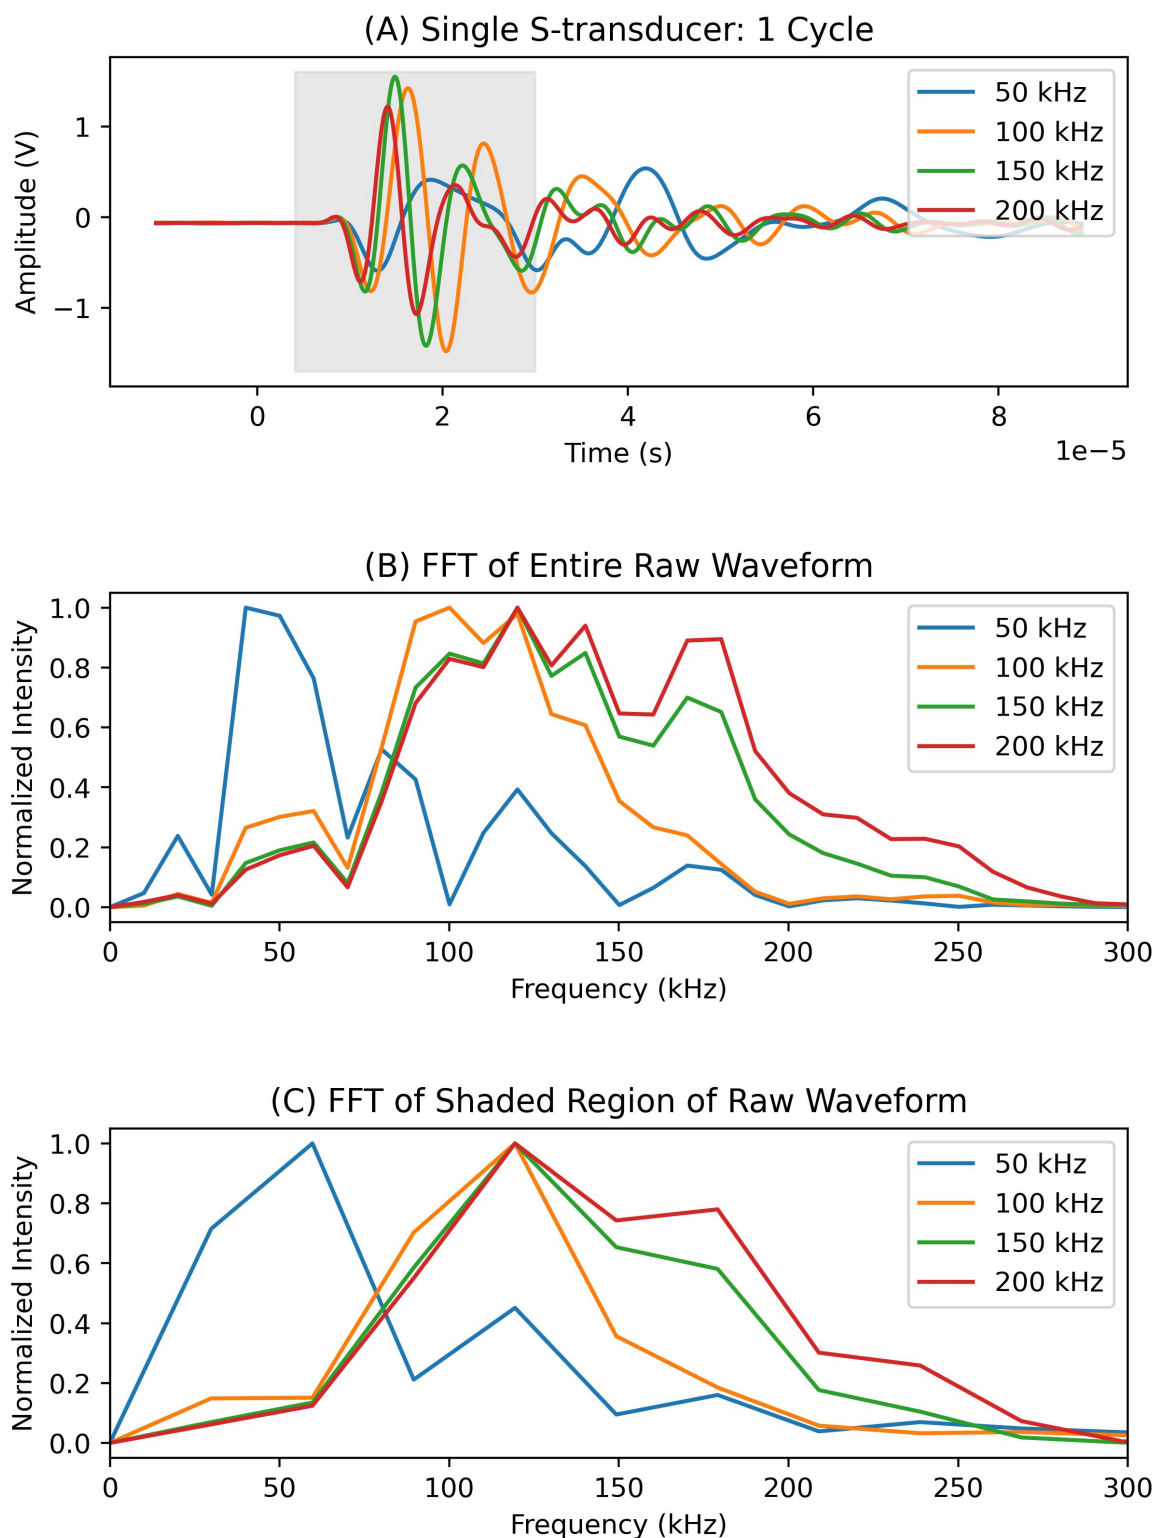 (A) Single S-transducer: 1 Cycle
Amplitude (V)
1
0
−1
50 kHz
100 kHz
150 kHz
200 kHz
0 2 4 6 8
Time (s)
1e−5
(B) FFT of Entire Raw Waveform
Normalized Intensity
1.0
0.8
0.6
0.4
0.2
0.0
50 kHz
100 kHz
150 kHz
200 kHz
0 50 100 150 200 250 300
Frequency (kHz)
(C) FFT of Shaded Region of Raw Waveform
Normalized Intensity
1.0
0.8
0.6
0.4
0.2
0.0
50 kHz
100 kHz
150 kHz
200 kHz
0 50 100 150 200 250 300
Frequency (kHz)